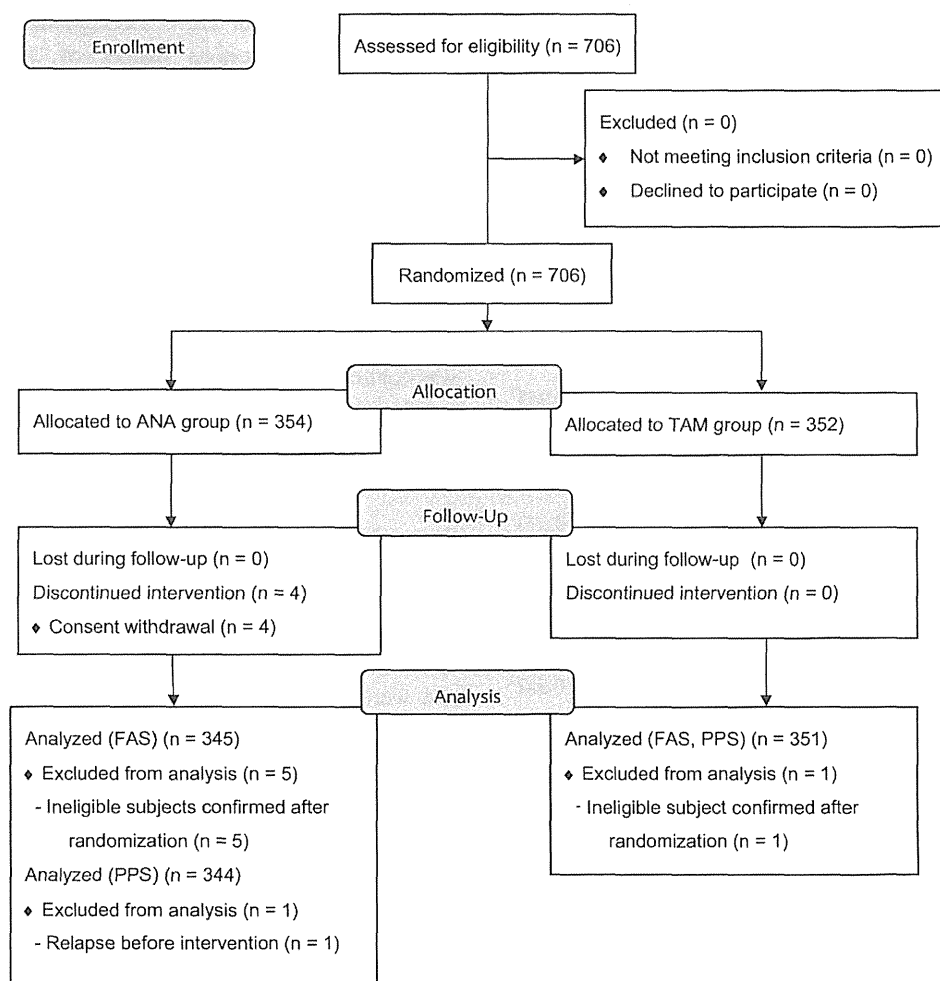 Enrollment
Assessed for eligibility (n = 706)
Excluded (n = 0)
♦ Not meeting inclusion criteria (n = 0)
♦ Declined to participate (n = 0)
Randomized (n = 706)
Allocation
Allocated to ANA group (n = 354)
Allocated to TAM group (n = 352)
Follow-Up
Lost during follow-up (n = 0)
Discontinued intervention (n = 4)
♦ Consent withdrawal (n = 4)
Lost during follow-up (n = 0)
Discontinued intervention (n = 0)
Analysis
Analyzed (FAS) (n = 345)
♦ Excluded from analysis (n = 5)
- Ineligible subjects confirmed after
randomization (n = 5)
Analyzed (PPS) (n = 344)
♦ Excluded from analysis (n = 1)
- Relapse before intervention (n = 1)
Analyzed (FAS, PPS) (n = 351)
♦ Excluded from analysis (n = 1)
- Ineligible subject confirmed after
randomization (n = 1)